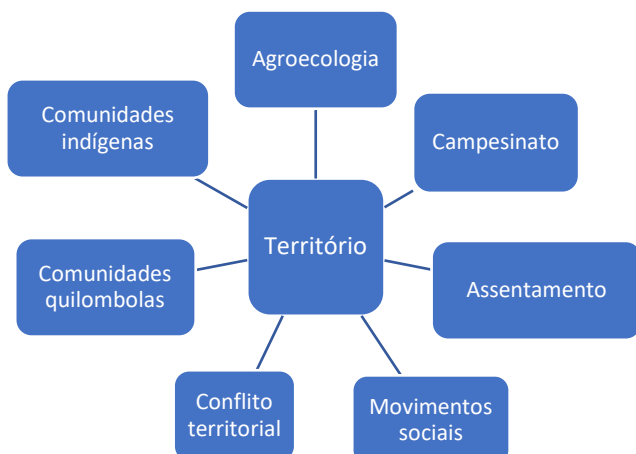 Agroecologia
Comunidades
indígenas
Campesinato
Território
Comunidades
quilombolas
Assentamento
Conflito
territorial
Movimentos
sociais